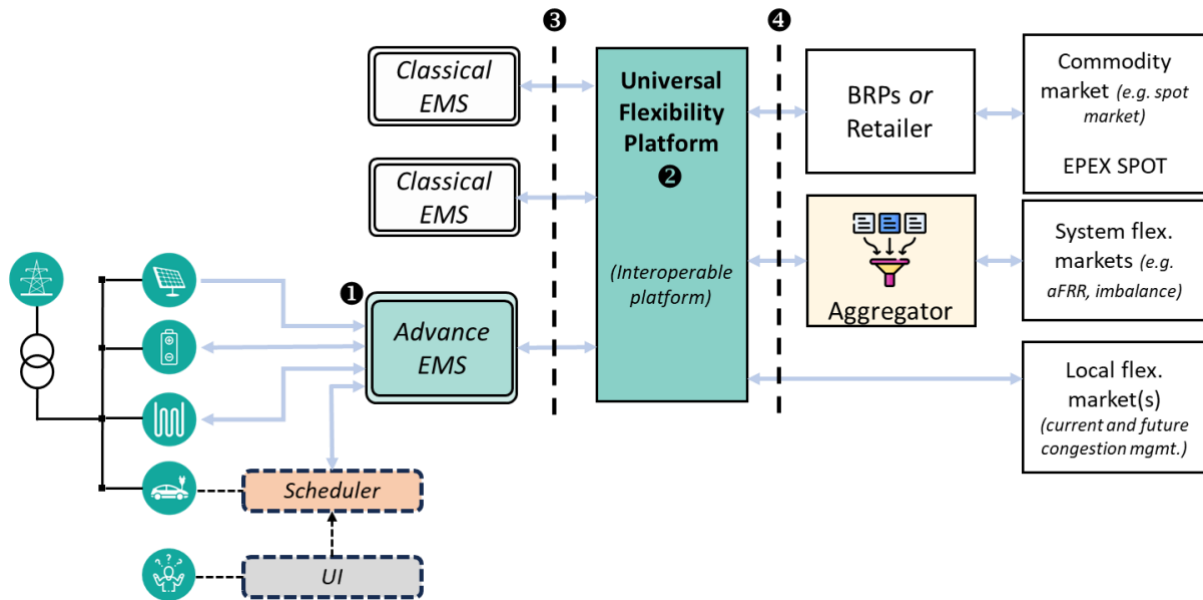 ❸
❹
Classical
EMS
Classical
EMS
❶
Advance
EMS
Universal
Flexibility
Platform
❷
(Interoperable
platform)
BRPs or
Retailer
Commodity
market (e.g. spot
market)
EPEX SPOT
Aggregator
System flex.
markets (e.g.
aFRR, imbalance)
Local flex.
market(s)
(current and future
congestion mgmt.)
Scheduler
? ? ?
UI